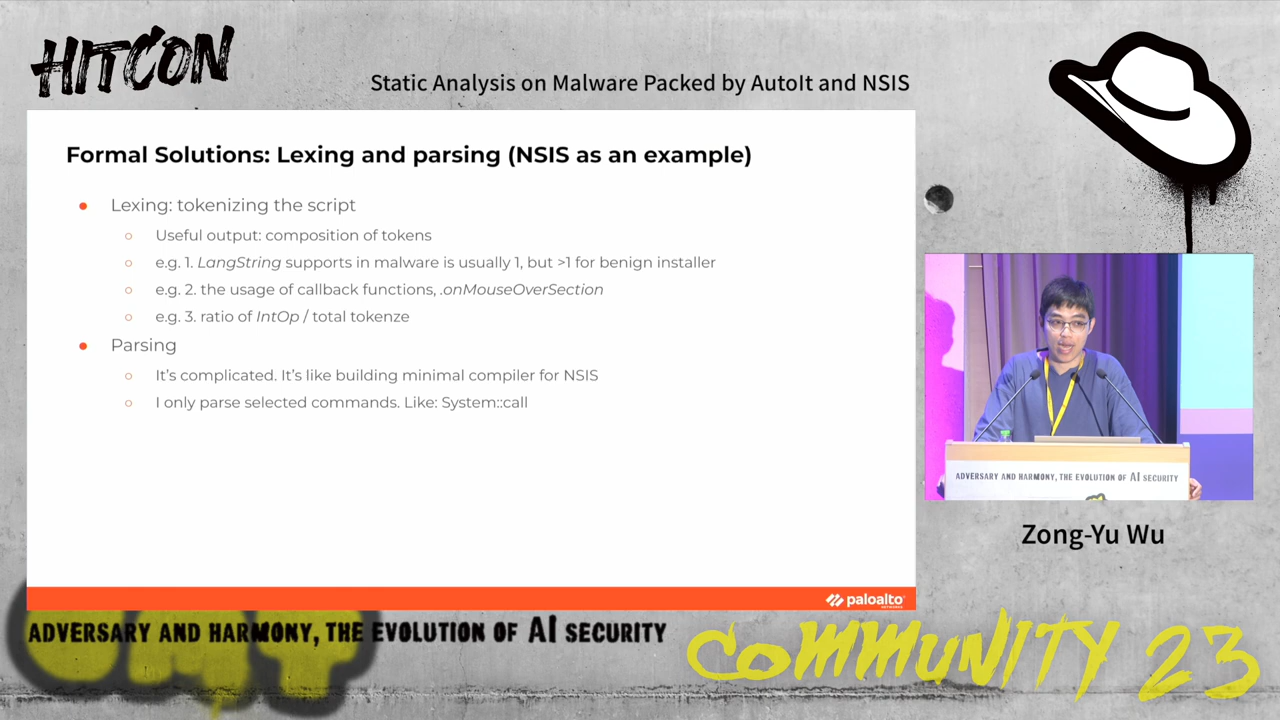 HITCON
Static Analysis on Malware Packed by AutoIt and NSIS
Formal Solutions: Lexing and parsing (NSIS as an example)
Lexing: tokenizing the script
Useful output: composition of tokens
e.g. 1. LangString supports in malware is usually 1, but >1 for benign installer
e.g. 2. the usage of callback functions, .onMouseOverSection
e.g. 3. ratio of IntOp / total tokenze
Parsing
It's complicated. It's like building minimal compiler for NSIS
I only parse selected commands. Like: System::call
paloalto
NETWORKS
ADVERSARY AND HARMONY, THE EVOLUTION OF AI SECURITY
Zong-Yu Wu
ADVERSARY AND HARMONY, THE EVOLUTION OF AI SECURITY
COMMUNITY 23